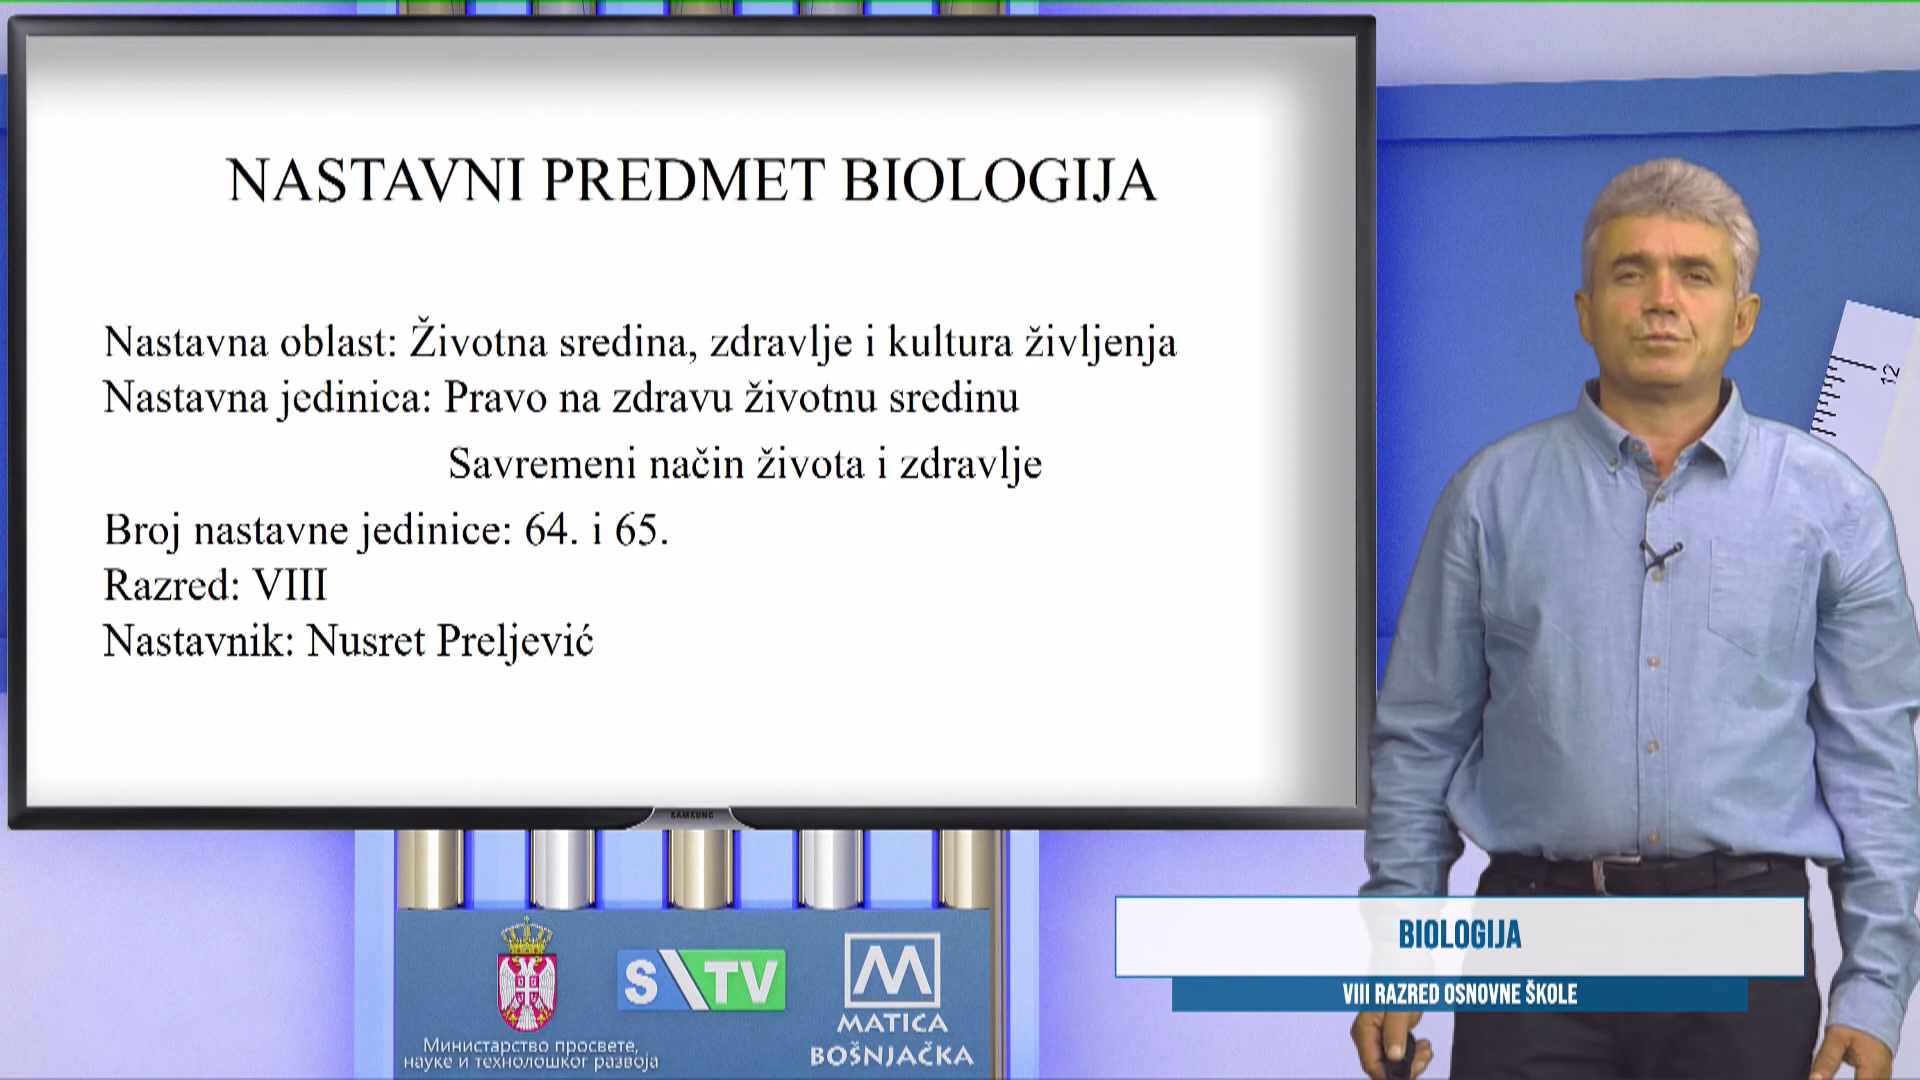 NASTAVNI PREDMET BIOLOGIJA
Nastavna oblast: Životna sredina, zdravlje i kultura življenja
Nastavna jedinica: Pravo na zdravu životnu sredinu
Savremeni način života i zdravlje
Broj nastavne jedinice: 64. i 65.
Razred: VIII
Nastavnik: Nusret Preljević
SAMSUNG
12
BIOLOGIJA
VIII RAZRED OSNOVNE ŠKOLE
S TV
MATICA
BOŠNJAČKA
Министарство просвете,
науке и технолошког развоја